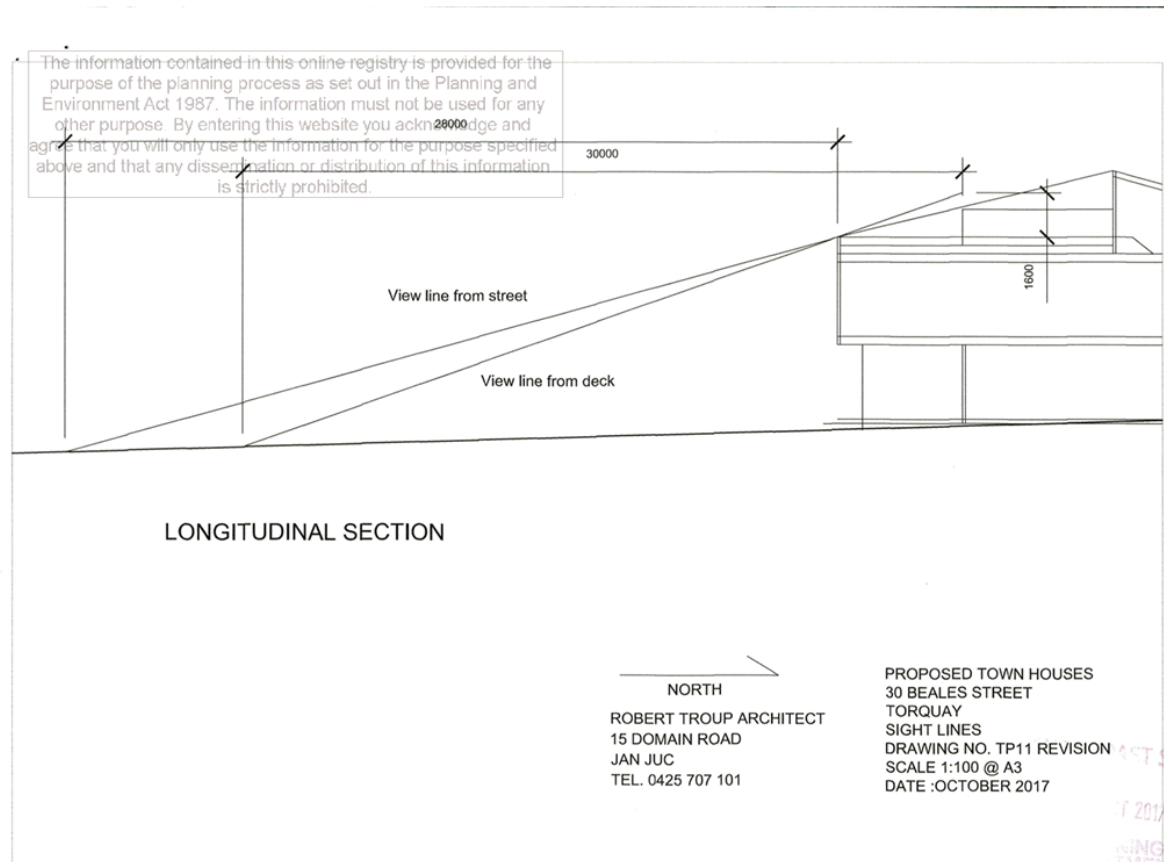 The information contained in this online registry is provided for the
purpose of the planning process as set out in the Planning and
Environment Act 1987. The information must not be used for any
other purpose. By entering this website you acknowledge and
agree that you will only use the information for the purpose specified
above and that any dissemination or distribution of this information
is strictly prohibited.
28000
30000
1600
View line from street
View line from deck
LONGITUDINAL SECTION
NORTH
ROBERT TROUP ARCHITECT
15 DOMAIN ROAD
JAN JUC
TEL. 0425 707 101
PROPOSED TOWN HOUSES
30 BEALES STREET
TORQUAY
SIGHT LINES
DRAWING NO. TP11 REVISION
SCALE 1:100 @ A3
DATE :OCTOBER 2017